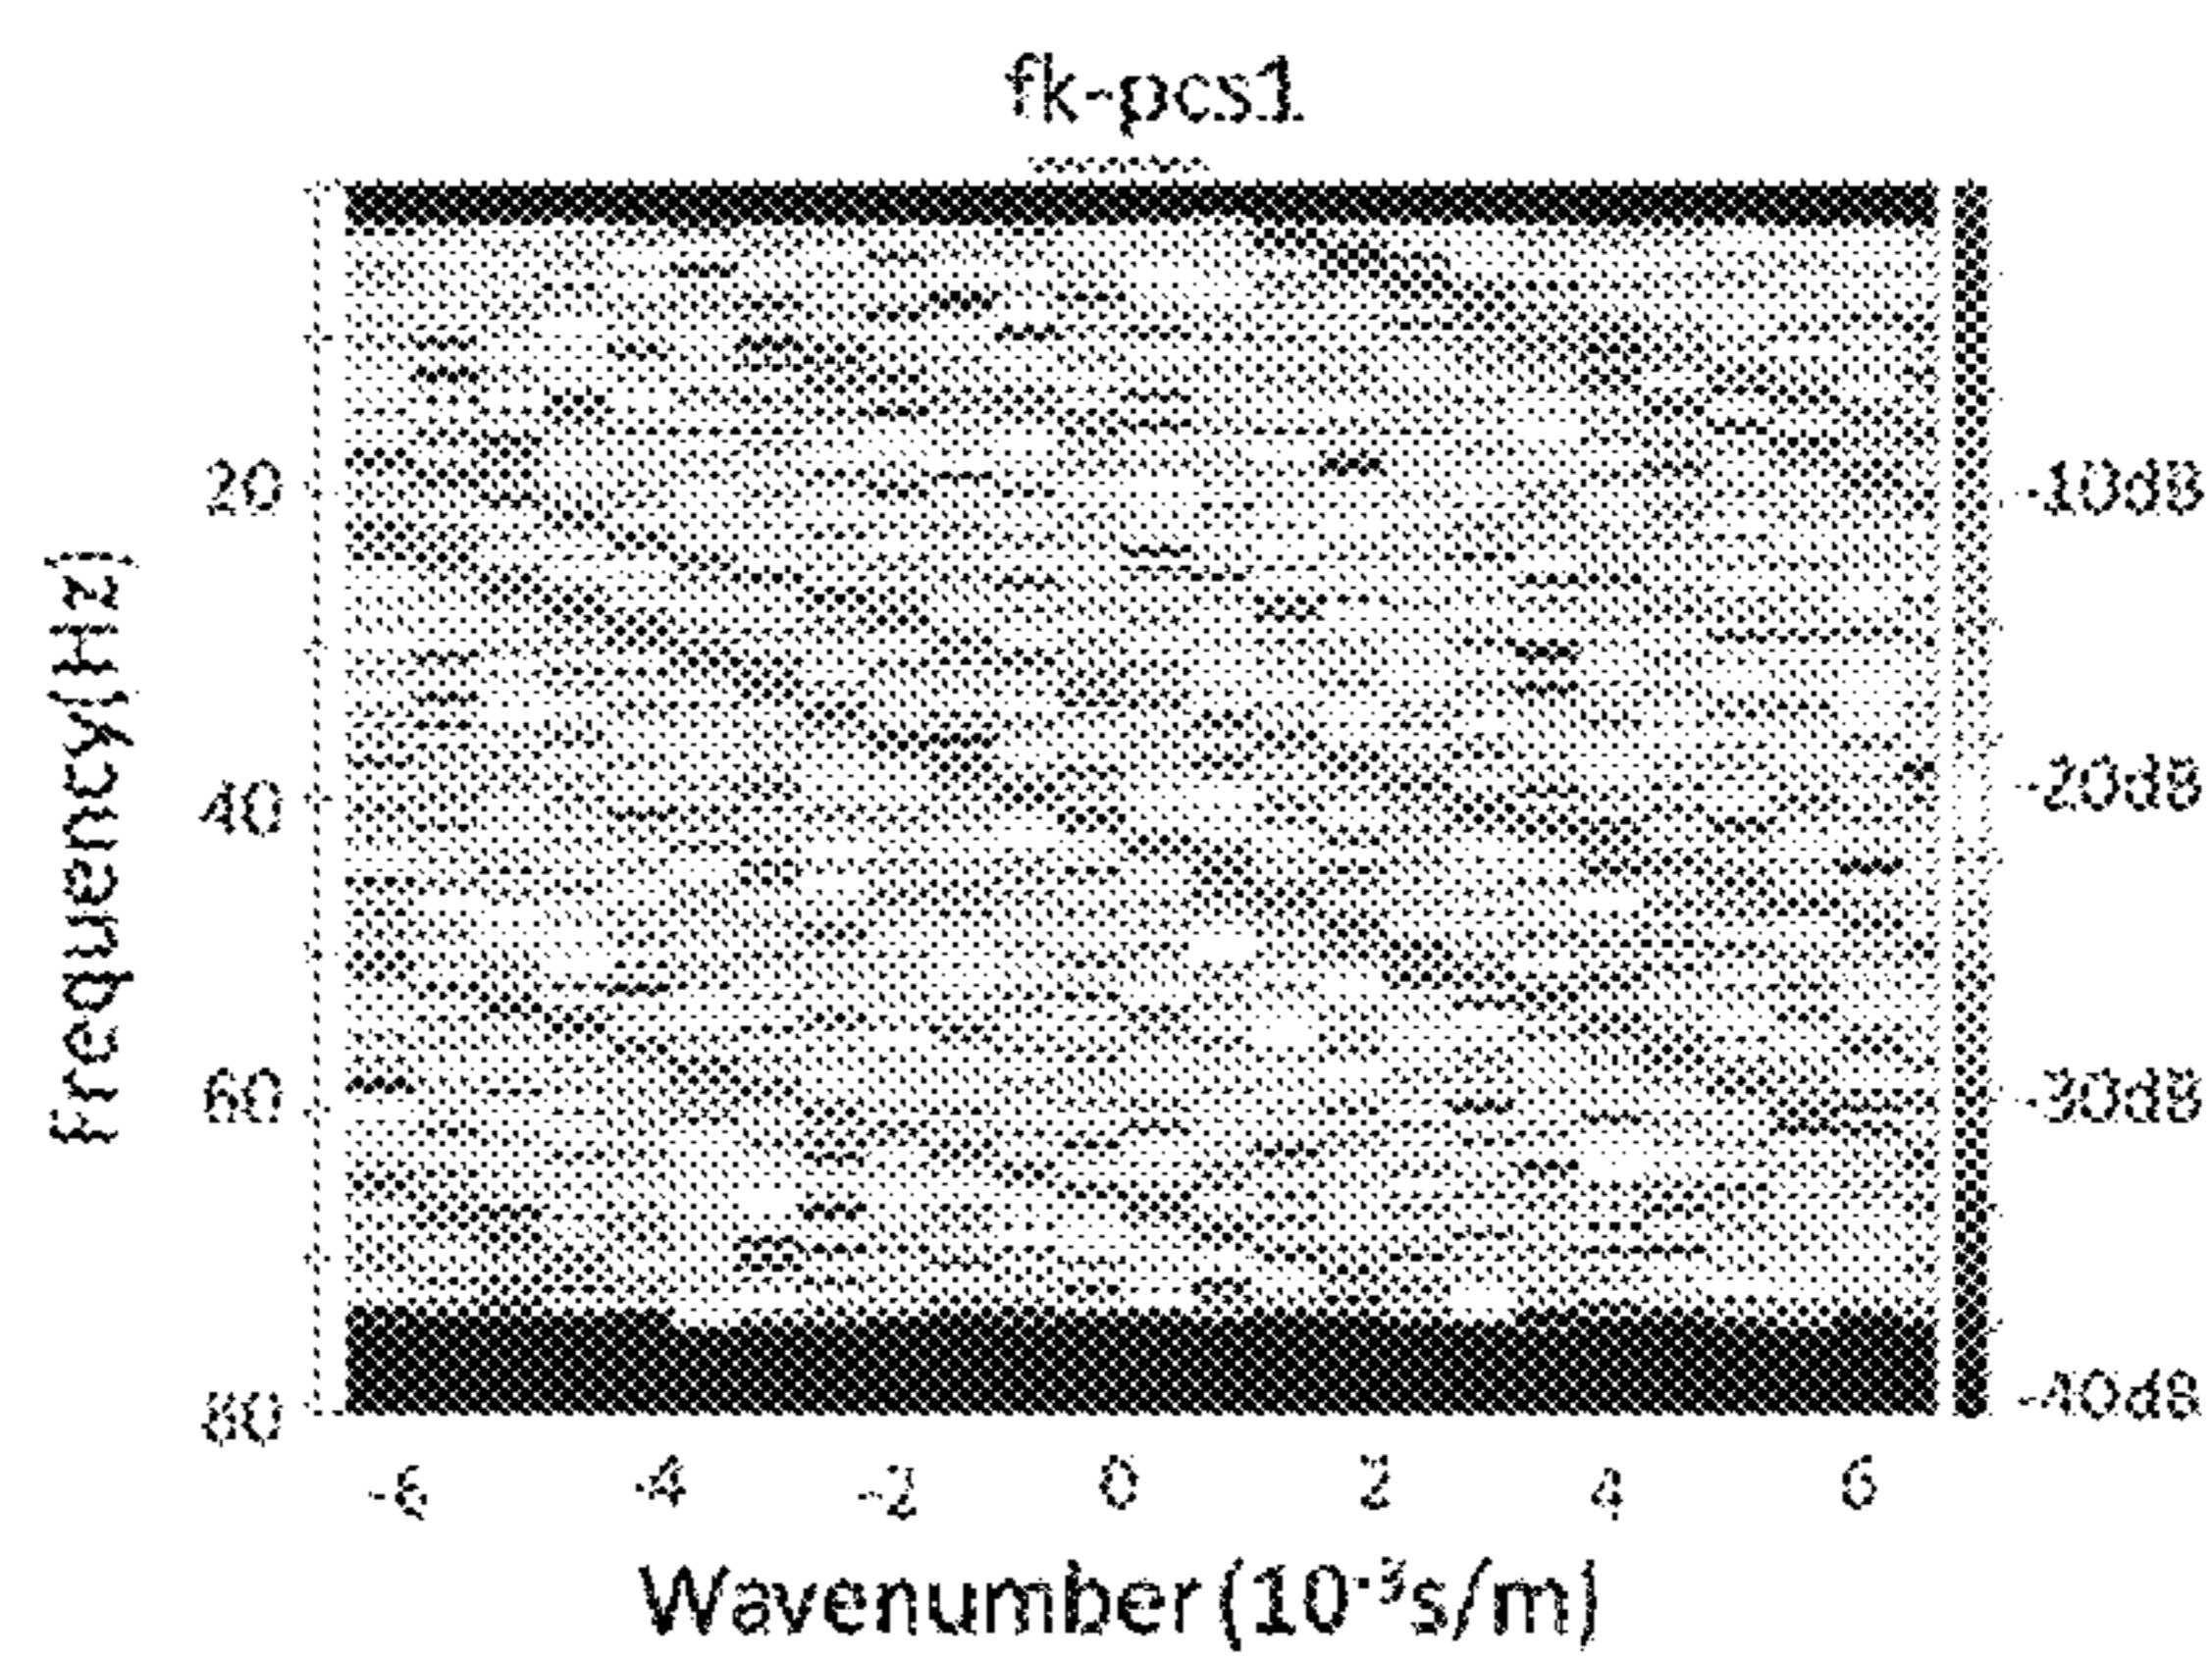 fk-pcs1
20
40
60
80
Frequency(Hz)
-6 -4 -2 0 2 4 6
Wavenumber (10-3s/m)
-10dB
-20dB
-30dB
-40dB